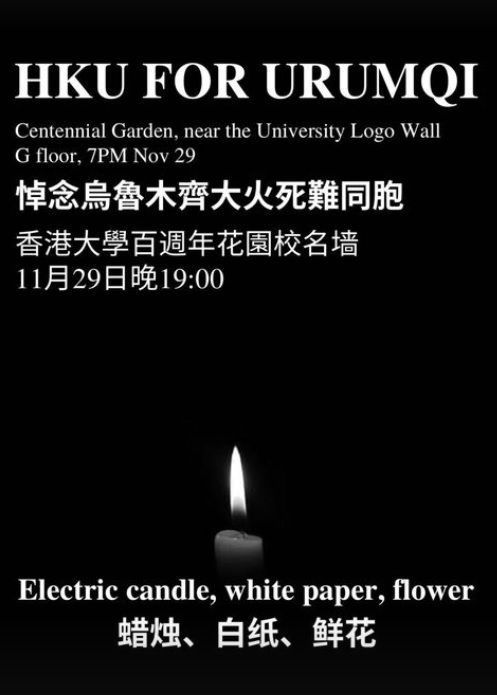 HKU FOR URUMQI
Centennial Garden, near the University Logo Wall
G floor, 7PM Nov 29
悼念烏魯木齊大火死難同胞
香港大學百週年花園校名墙
11月29日晚19:00
Electric candle, white paper, flower
蜡烛、白纸、鲜花